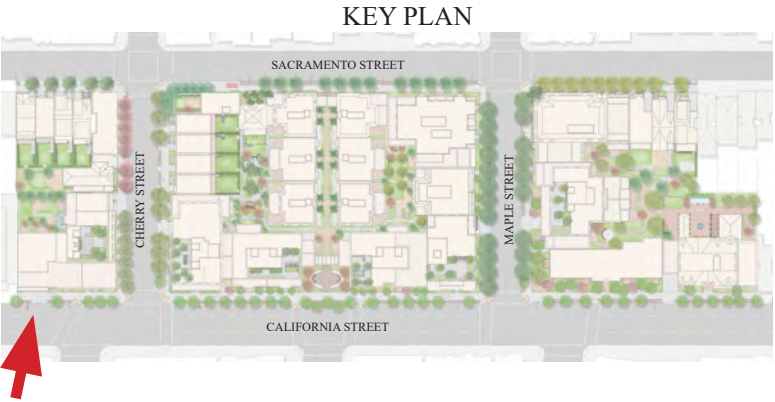 KEY PLAN
SACRAMENTO STREET
CHERRY STREET
MAPLE STREET
CALIFORNIA STREET